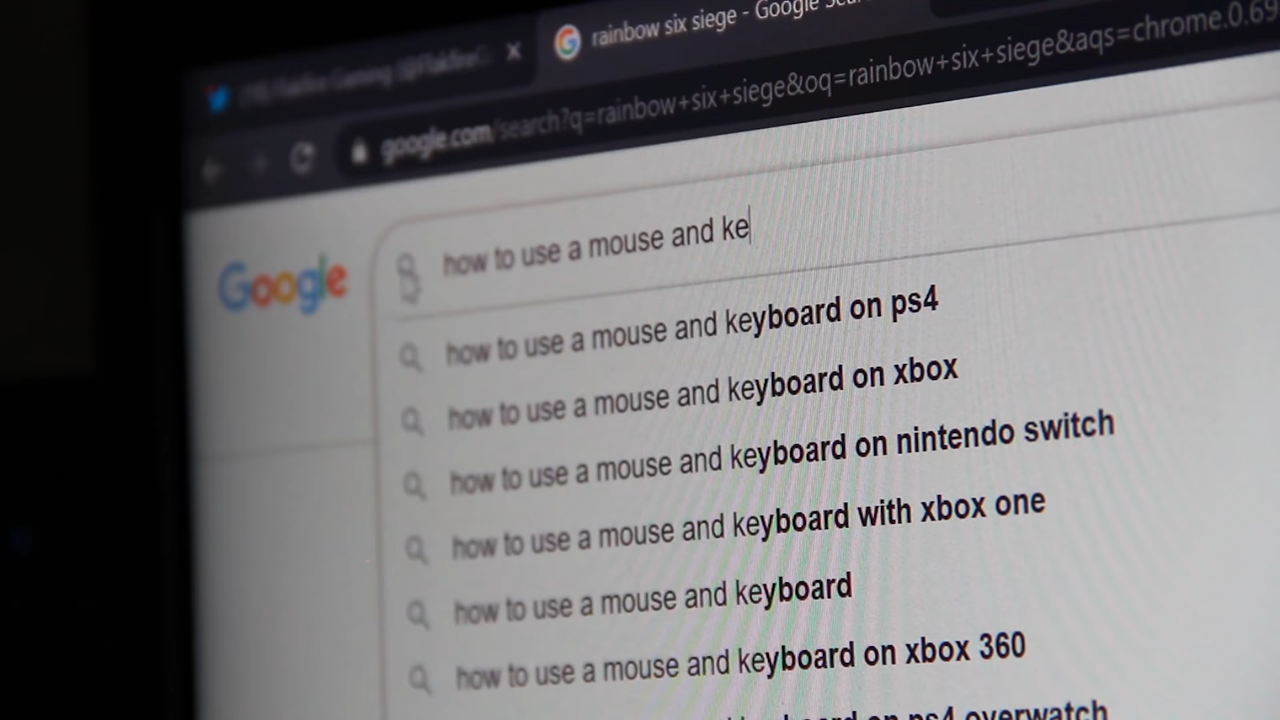 rainbow six siege - Google
google.com/search?q=rainbow+six+siege&oq=rainbow+six+siege&aqs=chrome.0.69
Google
how to use a mouse and ke
how to use a mouse and keyboard on ps4
how to use a mouse and keyboard on xbox
how to use a mouse and keyboard on nintendo switch
how to use a mouse and keyboard with xbox one
how to use a mouse and keyboard
how to use a mouse and keyboard on xbox 360
on ps4 overwatch